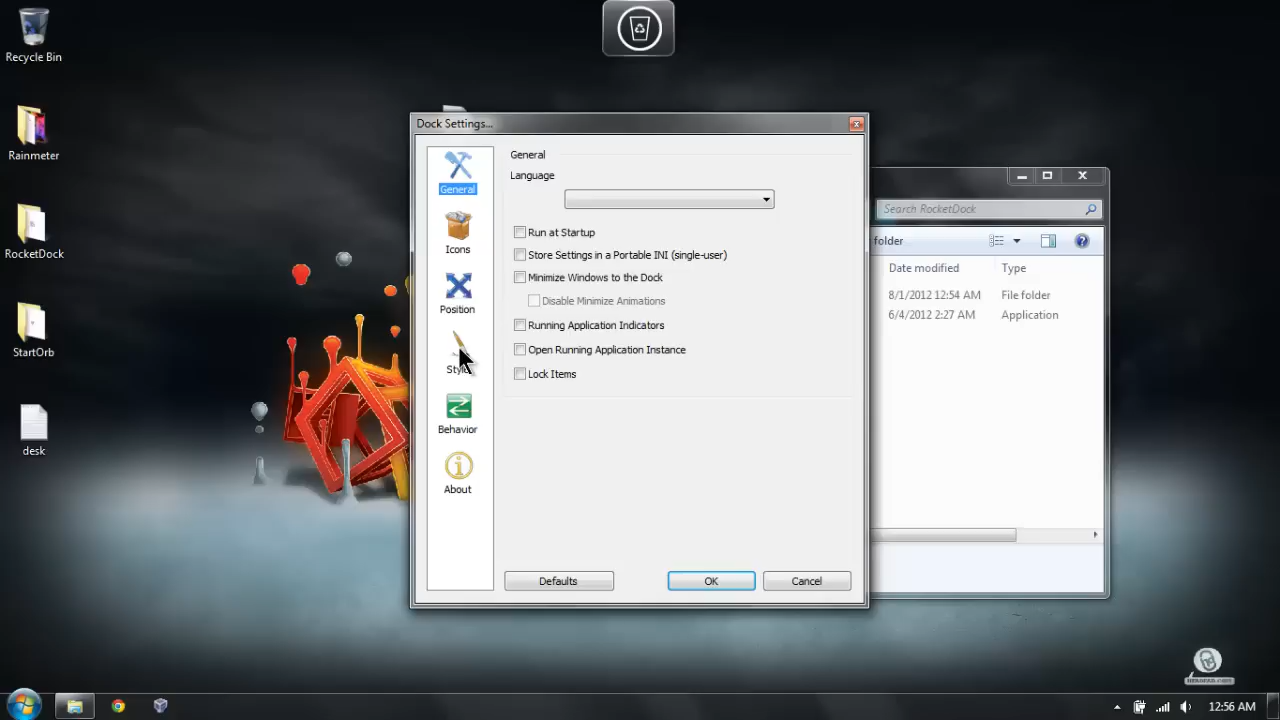 Recycle Bin
Rainmeter
RocketDock
StartOrb
desk
Dock Settings...
General
Icons
Position
Behavior
About
General
Language
Run at Startup
Store Settings in a Portable INI (single-user)
Minimize Windows to the Dock
Disable Minimize Animations
Running Application Indicators
Open Running Application Instance
Lock Items
Defaults
OK
Cancel
Search RocketDock
folder
Date modified
Type
8/1/2012 12:54 AM
File folder
6/4/2012 2:27 AM
Application
12:56 AM